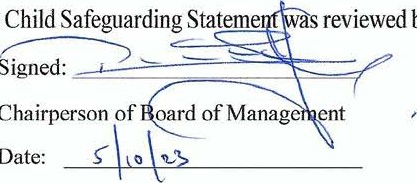 Child Safeguarding Statement was reviewed
Signed:
Chairperson of Board of Management
Date: 5/10/23